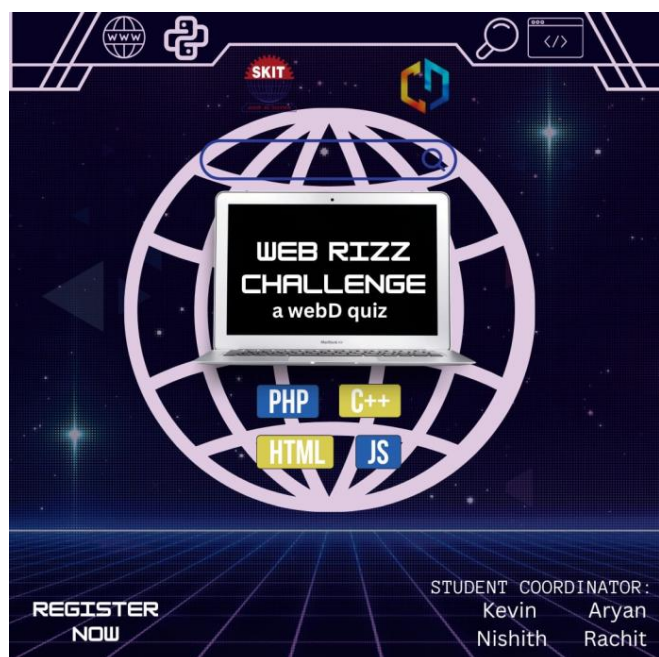 WWW
</>
SKIT
WEB RIZZ
CHALLENGE
a webD quiz
PHP C++
HTML JS
REGISTER
NOW
STUDENT COORDINATOR:
Kevin Aryan
Nishith Rachit